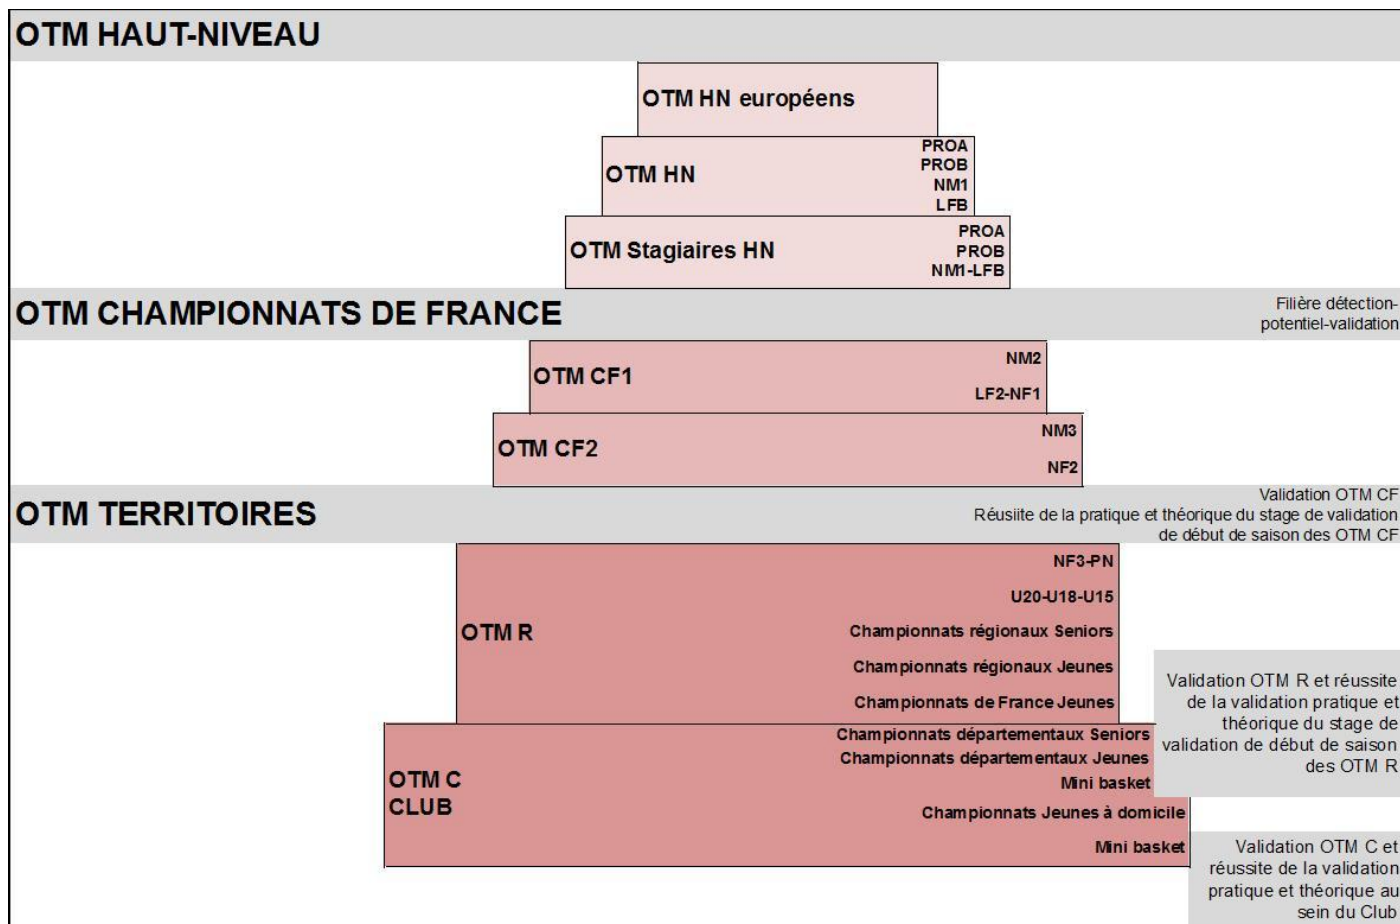 OTM HAUT-NIVEAU
OTM HN européens
OTM HN
PROA
PROB
NM1
LFB
OTM Stagiaires HN
PROA
PROB
NM1-LFB
OTM CHAMPIONNATS DE FRANCE
Filière détection-
potentiel-validation
OTM CF1
NM2
LF2-NF1
OTM CF2
NM3
NF2
OTM TERRITOIRES
Validation OTM CF
Réusiite de la pratique et théorique du stage de validation
de début de saison des OTM CF
OTM R
NF3-PN
U20-U18-U15
Championnats régionaux Seniors
Championnats régionaux Jeunes
Championnats de France Jeunes
Validation OTM R et réussite
de la validation pratique et
théorique du stage de
validation de début de saison
des OTM R
OTM C
CLUB
Championnats départementaux Seniors
Championnats départementaux Jeunes
Mini basket
Championnats Jeunes à domicile
Mini basket
Validation OTM C et
réussite de la validation
pratique et théorique au
sein du Club